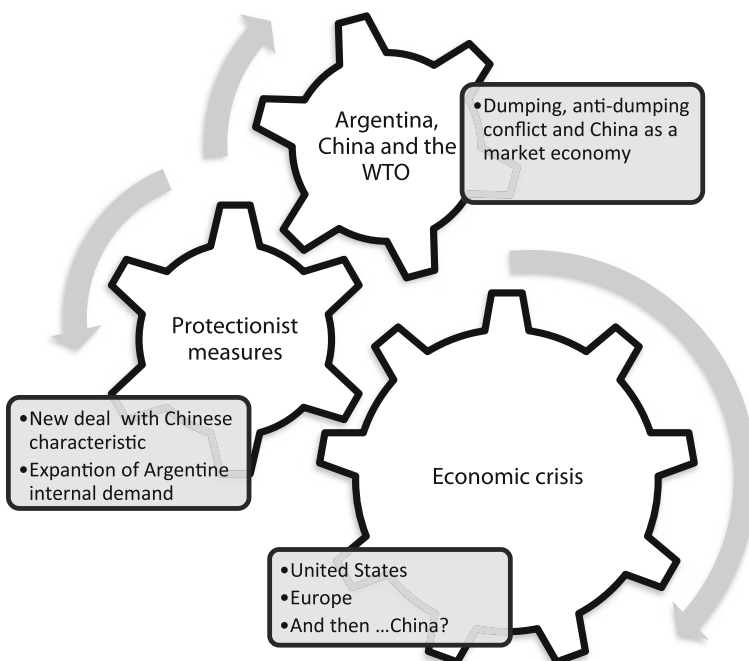 Argentina,
China and the
WTO
•Dumping, anti-dumping
conflict and China as a
market economy
Protectionist
measures
•New deal with Chinese
characteristic
•Expantion of Argentine
internal demand
Economic crisis
•United States
•Europe
•And then ...China?